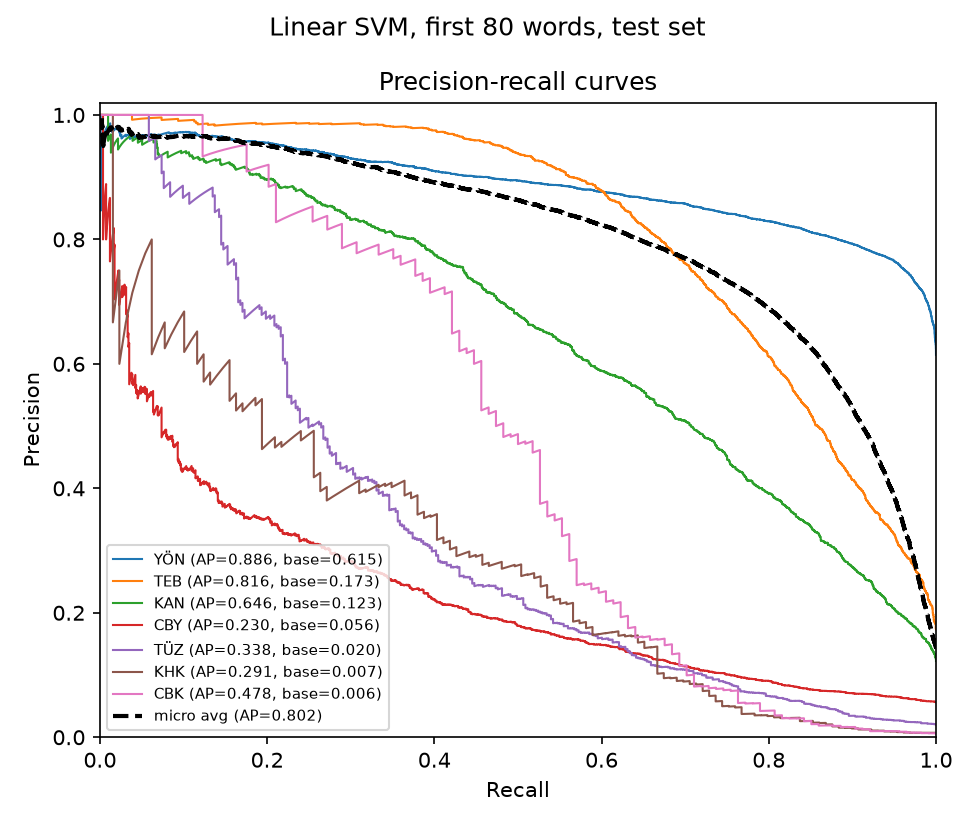 Linear SVM, first 80 words, test set
Precision-recall curves
Precision
1.0
0.8
0.6
0.4
0.2
0.0
YÖN (AP=0.886, base=0.615)
TEB (AP=0.816, base=0.173)
KAN (AP=0.646, base=0.123)
CBY (AP=0.230, base=0.056)
TÜZ (AP=0.338, base=0.020)
KHK (AP=0.291, base=0.007)
CBK (AP=0.478, base=0.006)
micro avg (AP=0.802)
0.0 0.2 0.4 0.6 0.8 1.0
Recall